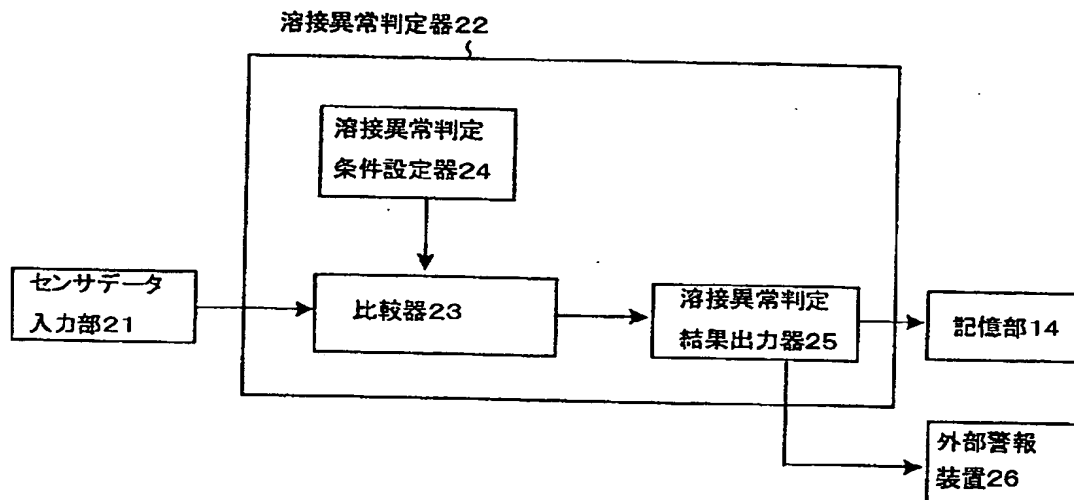 溶接異常判定器22
溶接異常判定
条件設定器24
センサデータ
入力部21
比較器23
溶接異常判定
結果出力器25
記憶部14
外部警報
装置26